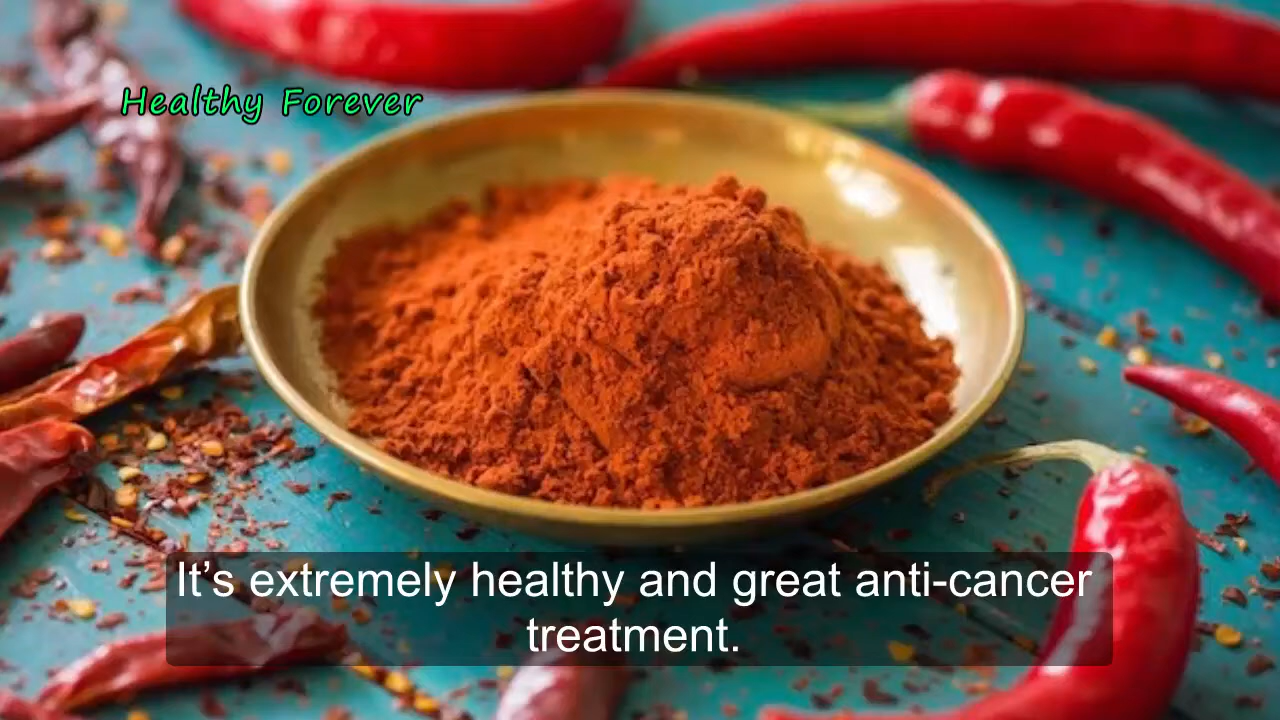 Healthy Forever
It’s extremely healthy and great anti-cancer
treatment.